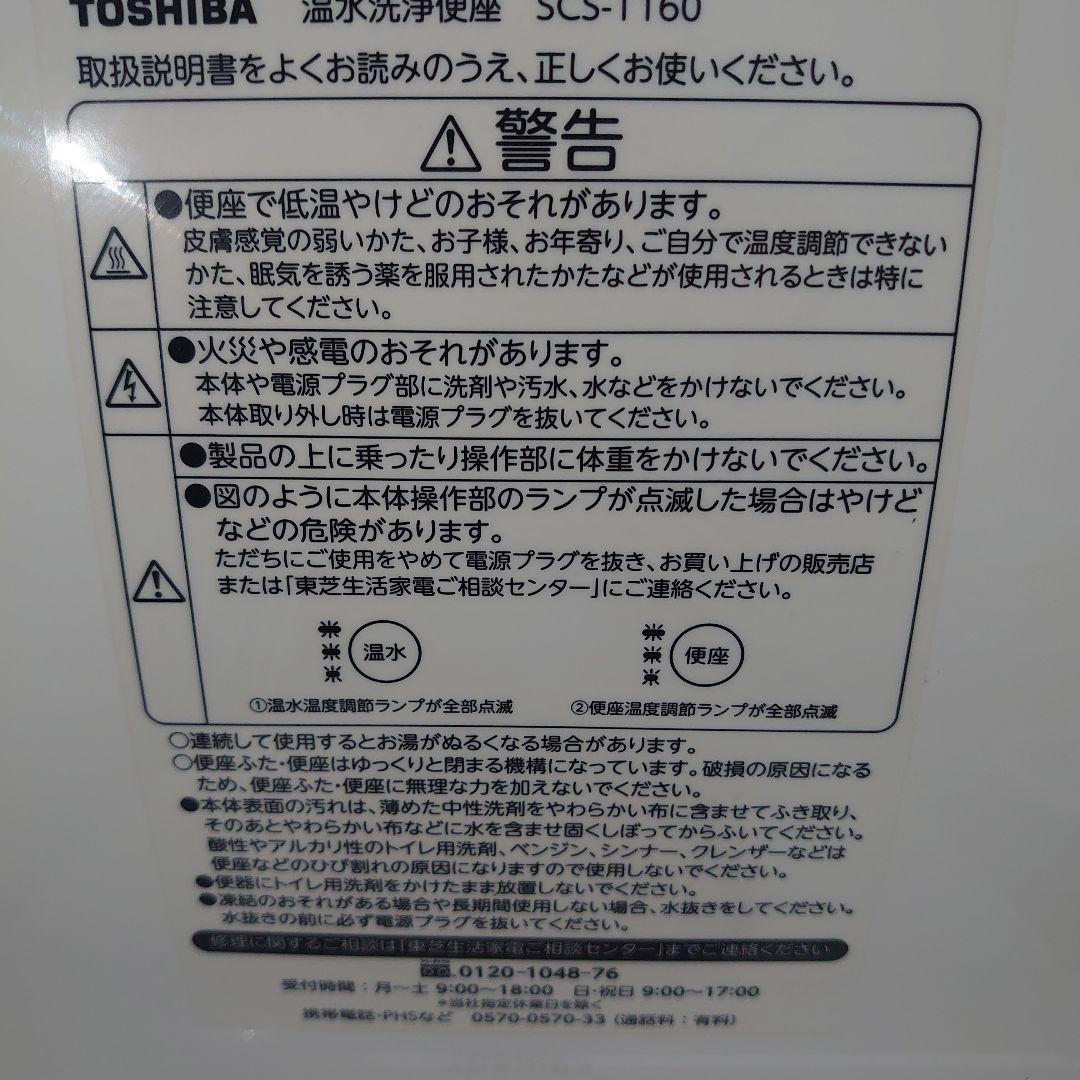 TOSHIBA 温水洗浄便座 SCS-T160
取扱説明書をよくお読みのうえ、正しくお使いください。
警告
●便座で低温やけどのおそれがあります。
皮膚感覚の弱いかた、お子様、お年寄り、ご自分で温度調節できない
かた、眠気を誘う薬を服用されたかたなどが使用されるときは特に
注意してください。
●火災や感電のおそれがあります。
本体や電源プラグ部に洗剤や汚水、水などをかけないでください。
本体取り外し時は電源プラグを抜いてください。
●製品の上に乗ったり操作部に体重をかけないでください。
●図のように本体操作部のランプが点滅した場合はやけど
などの危険があります。
ただちにご使用をやめて電源プラグを抜き、お買い上げの販売店
または「東芝生活家電ご相談センター」にご連絡ください。
温水 便座
①温水温度調節ランプが全部点滅 ②便座温度調節ランプが全部点滅
○連続して使用するとお湯がぬるくなる場合があります。
○便座ふた・便座はゆっくりと閉まる機構になっています。破損の原因になる
ため、便座ふた・便座に無理な力を加えないでください。
●本体表面の汚れは、薄めた中性洗剤をやわらかい布に含ませてふき取り、
そのあとやわらかい布などに水を含ませ固くしぼってからふいてください。
酸性やアルカリ性のトイレ用洗剤、ベンジン、シンナー、クレンザーなどは
便座などのひび割れの原因になりますので使用しないでください。
●便器にトイレ用洗剤をかけたまま放置しないでください。
●凍結のおそれがある場合や長期間使用しない場合、水抜きをしてください。
水抜きの前に必ず電源プラグを抜いてください。
修理に関するご相談は「東芝生活家電ご相談センター」までご連絡ください
0120-1048-76
受付時間：月～土 9:00～18:00 日・祝日 9:00～17:00
*当社指定休業日を除く
携帯電話・PHSなど 0570-0570-33 (通話料：有料)